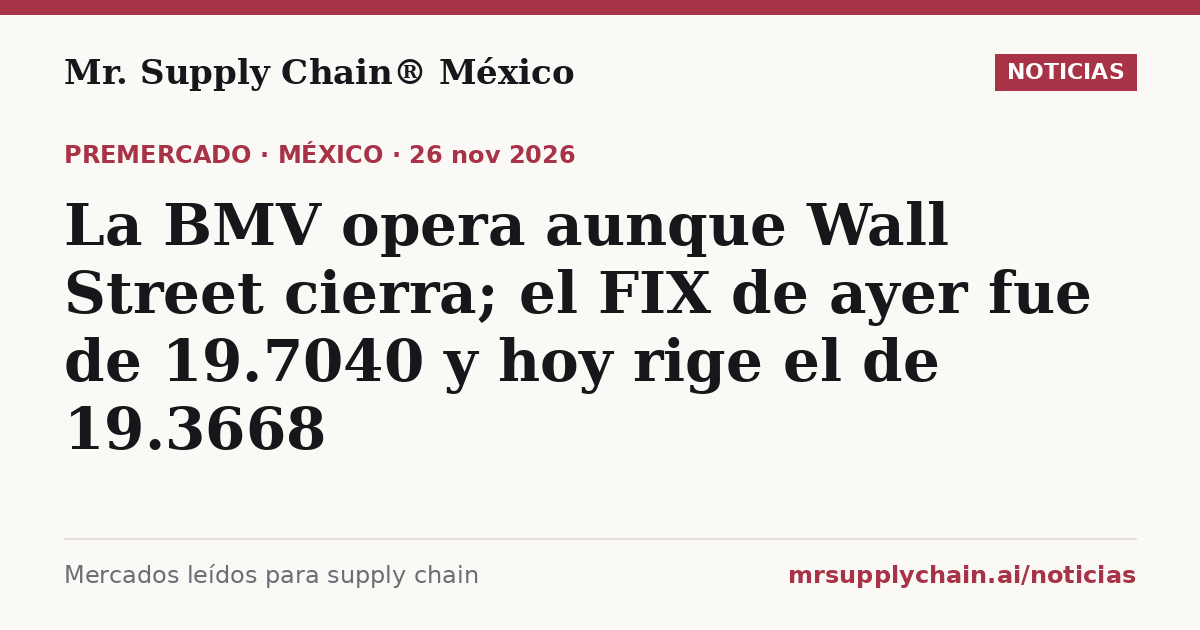 Mr. Supply Chain® México
NOTICIAS
PREMERCADO · MÉXICO · 26 nov 2026
La BMV opera aunque Wall
Street cierra; el FIX de ayer fue
de 19.7040 y hoy rige el de
19.3668
Mercados leídos para supply chain
mrsupplychain.ai/noticias